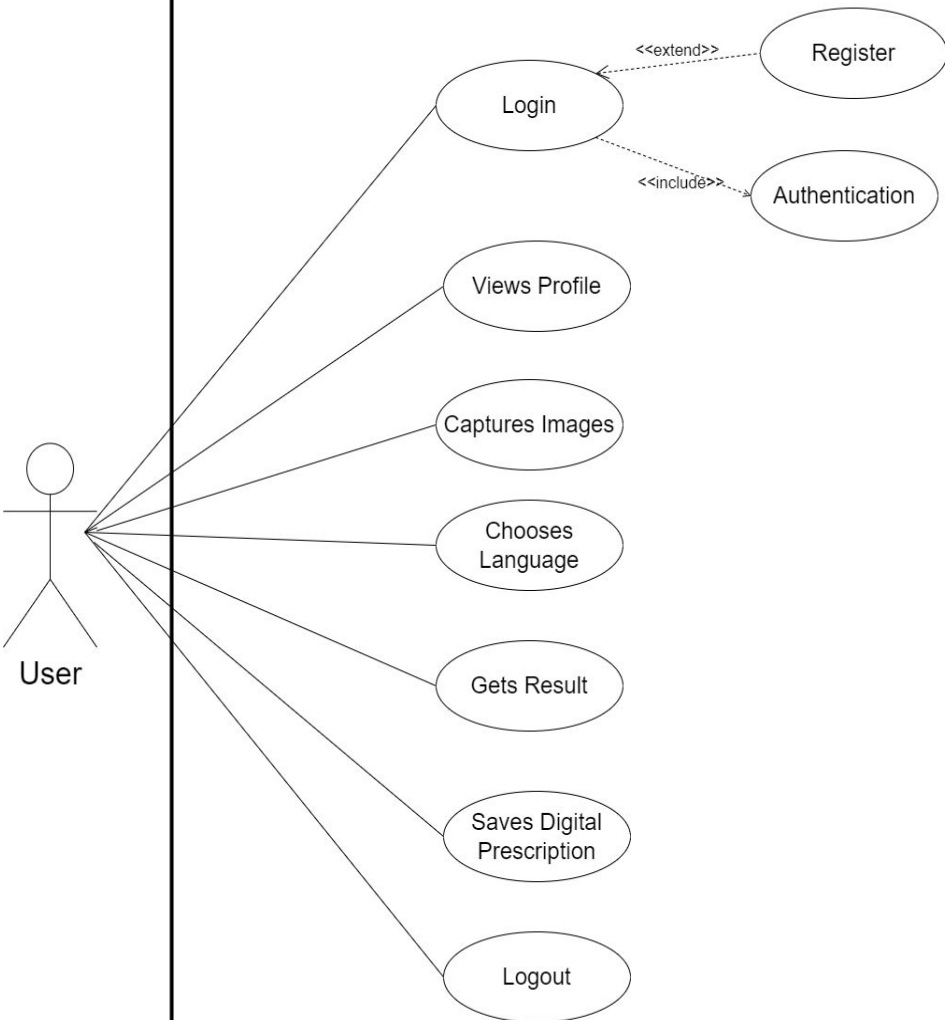 <<extend>>
Register
Login
<<include>>
Authentication
Views Profile
Captures Images
Chooses
Language
User
Gets Result
Saves Digital
Prescription
Logout